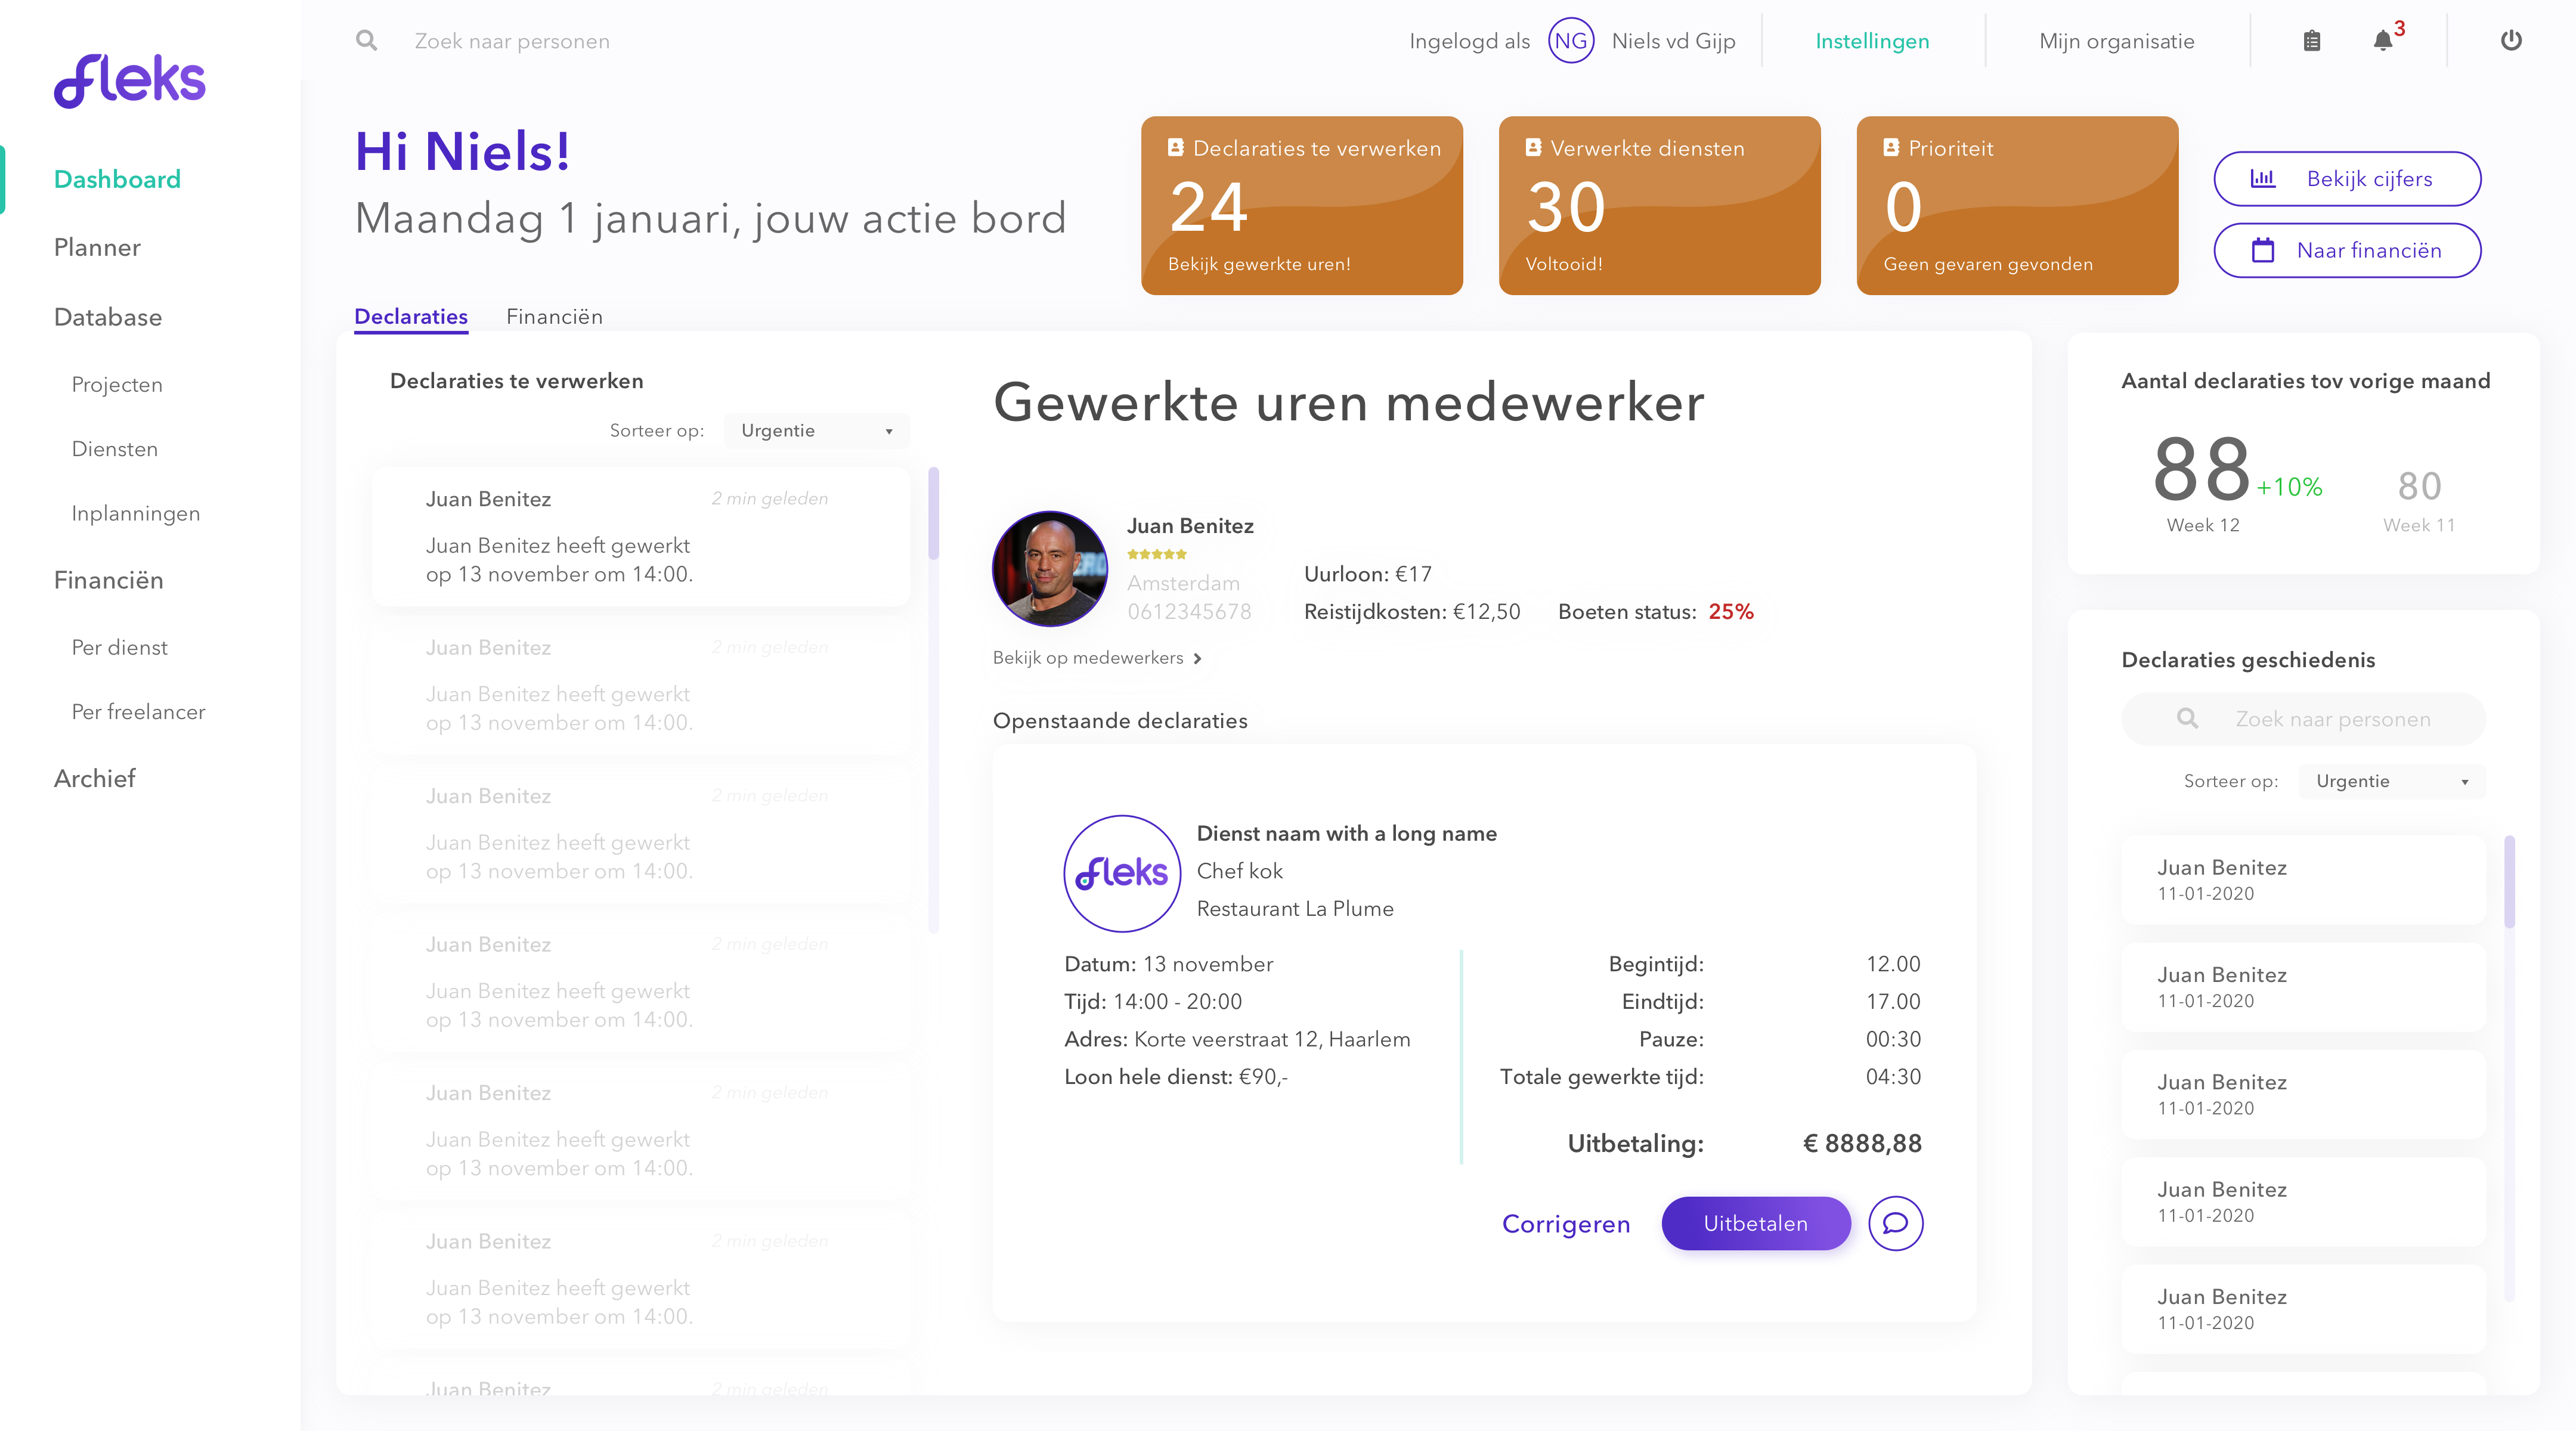 fleks
Dashboard
Planner
Database
Projecten
Diensten
Inplanningen
Financiën
Per dienst
Per freelancer
Archief
Zoek naar personen
Ingelogd als NG Niels vd Gijp
Instellingen
Mijn organisatie
3
Hi Niels!
Maandag 1 januari, jouw actie bord
Declaraties te verwerken
24
Bekijk gewerkte uren!
Verwerkte diensten
30
Voltooid!
Prioriteit
0
Geen gevaren gevonden
Bekijk cijfers
Naar financiën
Declaraties
Financiën
Declaraties te verwerken
Sorteer op: Urgentie
Juan Benitez 2 min geleden
Juan Benitez heeft gewerkt
op 13 november om 14:00.
Juan Benitez 2 min geleden
Juan Benitez heeft gewerkt
op 13 november om 14:00.
Juan Benitez 2 min geleden
Juan Benitez heeft gewerkt
op 13 november om 14:00.
Juan Benitez 2 min geleden
Juan Benitez heeft gewerkt
op 13 november om 14:00.
Juan Benitez 2 min geleden
Juan Benitez heeft gewerkt
op 13 november om 14:00.
Juan Benitez 2 min geleden
Juan Benitez heeft gewerkt
op 13 november om 14:00.
Juan Benitez 2 min geleden
Gewerkte uren medewerker
Juan Benitez
Amsterdam
0612345678
Uurloon: €17
Reistijdkosten: €12,50
Boeten status: 25%
Bekijk op medewerkers
Openstaande declaraties
fleks
Dienst naam with a long name
Chef kok
Restaurant La Plume
Datum: 13 november
Tijd: 14:00 - 20:00
Adres: Korte veerstraat 12, Haarlem
Loon hele dienst: €90,-
Begintijd: 12.00
Eindtijd: 17.00
Pauze: 00:30
Totale gewerkte tijd: 04:30
Uitbetaling: € 8888,88
Corrigeren
Uitbetalen
Aantal declaraties tov vorige maand
88 +10% 80
Week 12 Week 11
Declaraties geschiedenis
Zoek naar personen
Sorteer op: Urgentie
Juan Benitez
11-01-2020
Juan Benitez
11-01-2020
Juan Benitez
11-01-2020
Juan Benitez
11-01-2020
Juan Benitez
11-01-2020